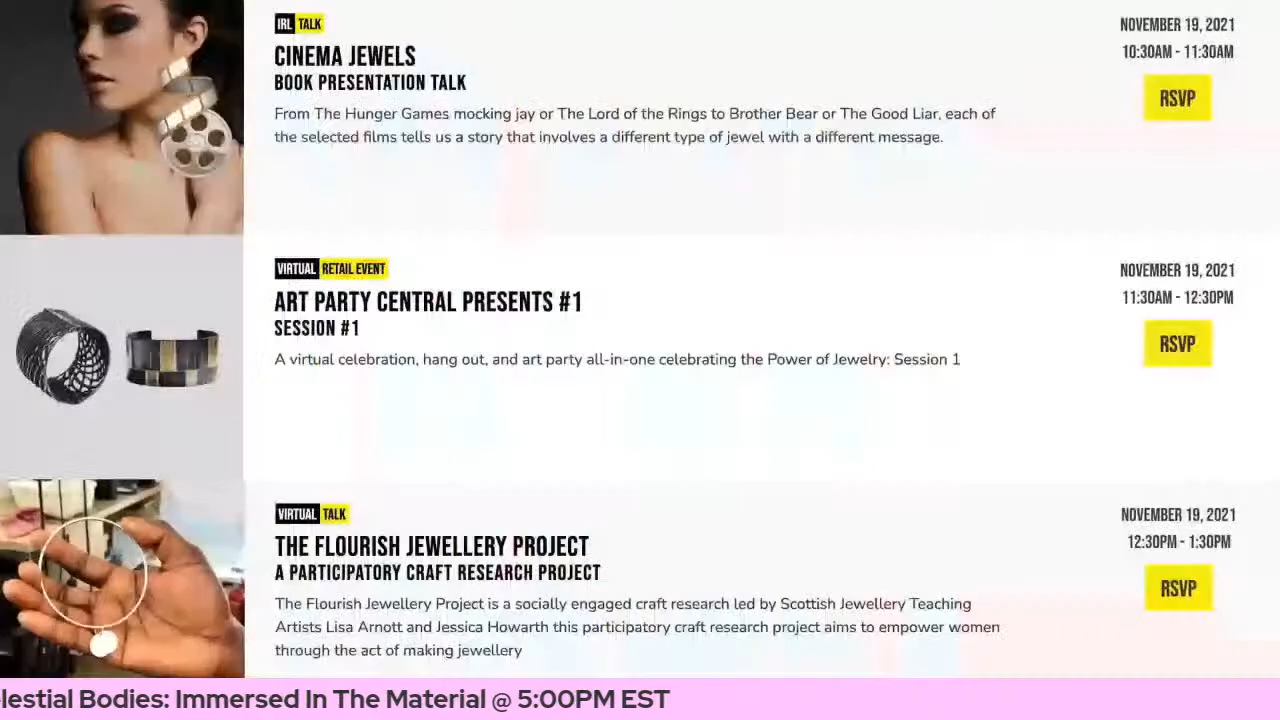 IRL TALK
CINEMA JEWELS
BOOK PRESENTATION TALK
From The Hunger Games mocking jay or The Lord of the Rings to Brother Bear or The Good Liar, each of
the selected films tells us a story that involves a different type of jewel with a different message.
NOVEMBER 19, 2021
10:30AM - 11:30AM
RSVP
VIRTUAL RETAIL EVENT
ART PARTY CENTRAL PRESENTS #1
SESSION #1
A virtual celebration, hang out, and art party all-in-one celebrating the Power of Jewelry: Session 1
NOVEMBER 19, 2021
11:30AM - 12:30PM
RSVP
VIRTUAL TALK
THE FLOURISH JEWELLERY PROJECT
A PARTICIPATORY CRAFT RESEARCH PROJECT
The Flourish Jewellery Project is a socially engaged craft research led by Scottish Jewellery Teaching
Artists Lisa Arnott and Jessica Howarth this participatory craft research project aims to empower women
through the act of making jewellery
NOVEMBER 19, 2021
12:30PM - 1:30PM
RSVP
lestial Bodies: Immersed In The Material @ 5:00PM EST